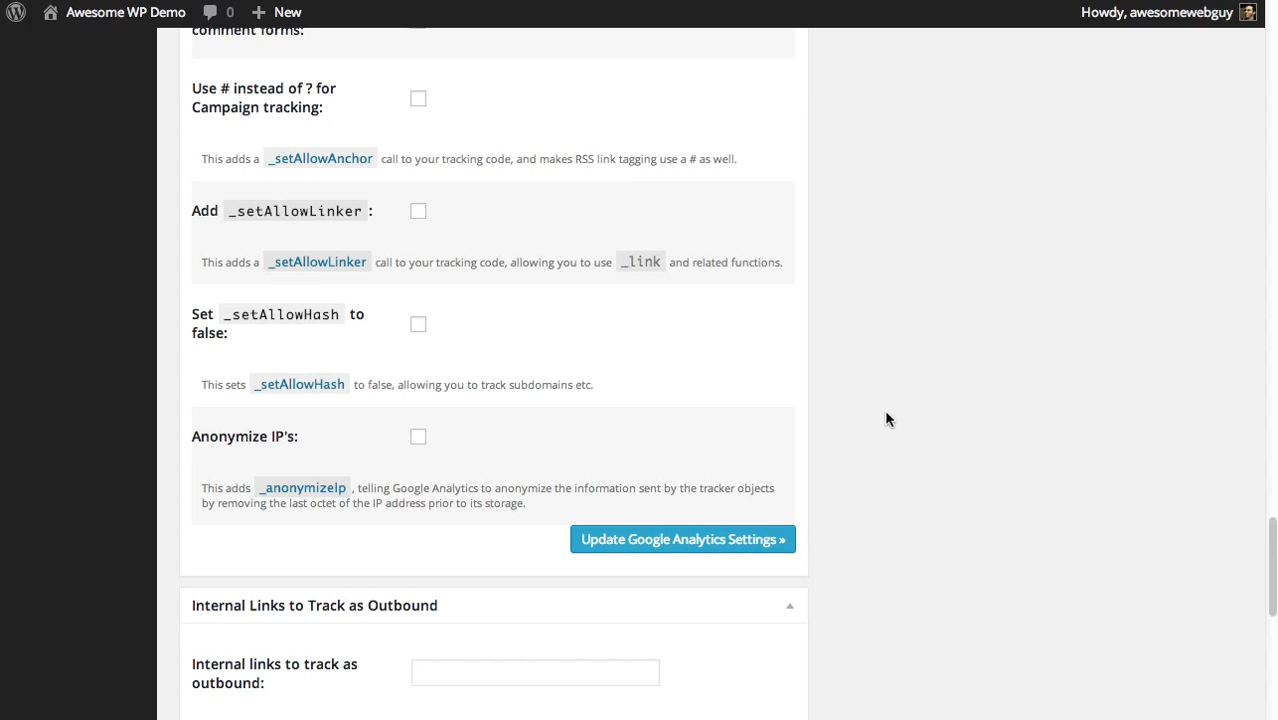 Awesome WP Demo 0 New Howdy, awesomewebguy
comment forms:
Use # instead of ? for
Campaign tracking:
This adds a _setAllowAnchor call to your tracking code, and makes RSS link tagging use a # as well.
Add _setAllowLinker :
This adds a _setAllowLinker call to your tracking code, allowing you to use _link and related functions.
Set _setAllowHash to
false:
This sets _setAllowHash to false, allowing you to track subdomains etc.
Anonymize IP's:
This adds _anonymizeIp , telling Google Analytics to anonymize the information sent by the tracker objects
by removing the last octet of the IP address prior to its storage.
Update Google Analytics Settings »
Internal Links to Track as Outbound
Internal links to track as
outbound: